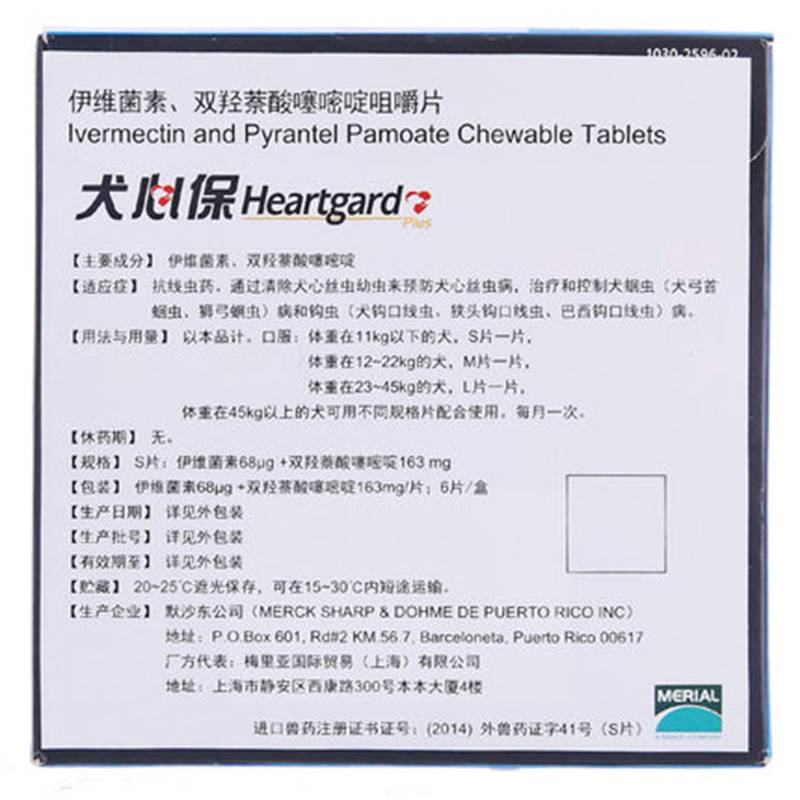 1030-2596-02
伊维菌素、双羟萘酸噻嘧啶咀嚼片
Ivermectin and Pyrantel Pamoate Chewable Tablets
犬心保 Heartgard Plus
【主要成分】 伊维菌素、双羟萘酸噻嘧啶
【适应症】 抗线虫药。通过清除犬心丝虫幼虫来预防犬心丝虫病，治疗和控制犬蛔虫（犬弓首
蛔虫、狮弓蛔虫）病和钩虫（犬钩口线虫、狭头钩口线虫、巴西钩口线虫）病。
【用法与用量】 以本品计。口服：体重在11kg以下的犬，S片一片，
体重在12~22kg的犬，M片一片，
体重在23~45kg的犬，L片一片，
体重在45kg以上的犬可用不同规格片配合使用。每月一次。
【休药期】 无。
【规格】 S片：伊维菌素68μg +双羟萘酸噻嘧啶163 mg
【包装】 伊维菌素68μg +双羟萘酸噻嘧啶163mg/片；6片/盒
【生产日期】 详见外包装
【生产批号】 详见外包装
【有效期至】 详见外包装
【贮藏】 20~25℃遮光保存，可在15~30℃内短途运输。
【生产企业】 默沙东公司（MERCK SHARP & DOHME DE PUERTO RICO INC）
地址：P.O.Box 601, Rd#2 KM.56.7, Barceloneta, Puerto Rico 00617
厂方代表：梅里亚国际贸易（上海）有限公司
地址：上海市静安区西康路300号本本大厦4楼
MERIAL
进口兽药注册证书证号：(2014) 外兽药证字41号（S片）